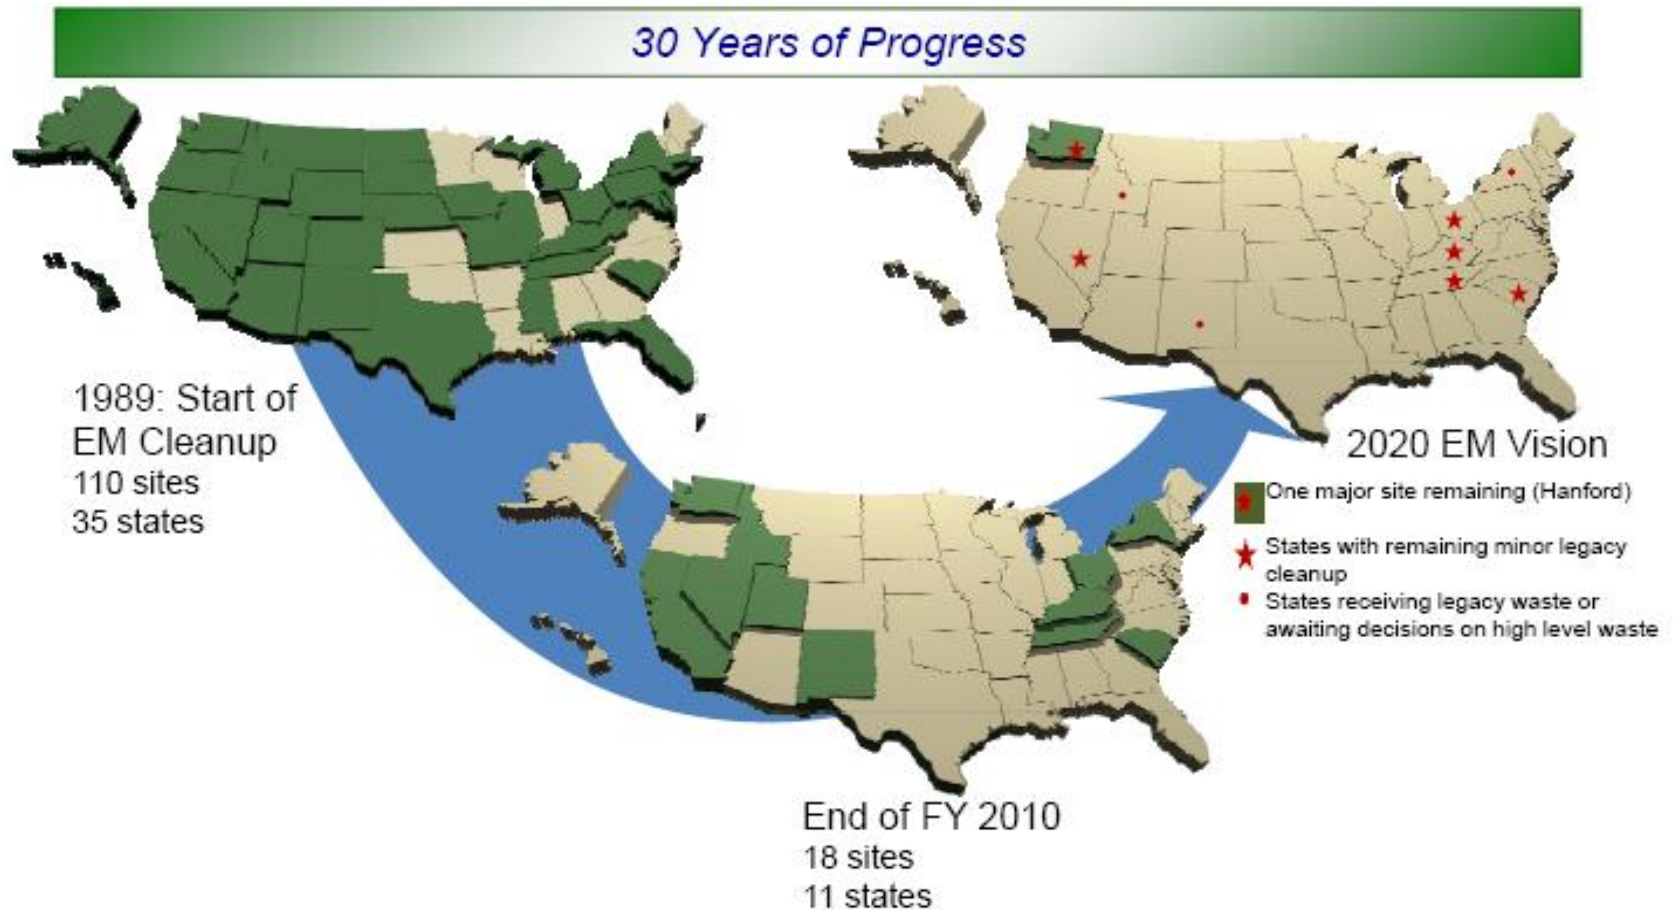 30 Years of Progress
1989: Start of
EM Cleanup
110 sites
35 states
End of FY 2010
18 sites
11 states
2020 EM Vision
One major site remaining (Hanford)
States with remaining minor legacy
cleanup
States receiving legacy waste or
awaiting decisions on high level waste